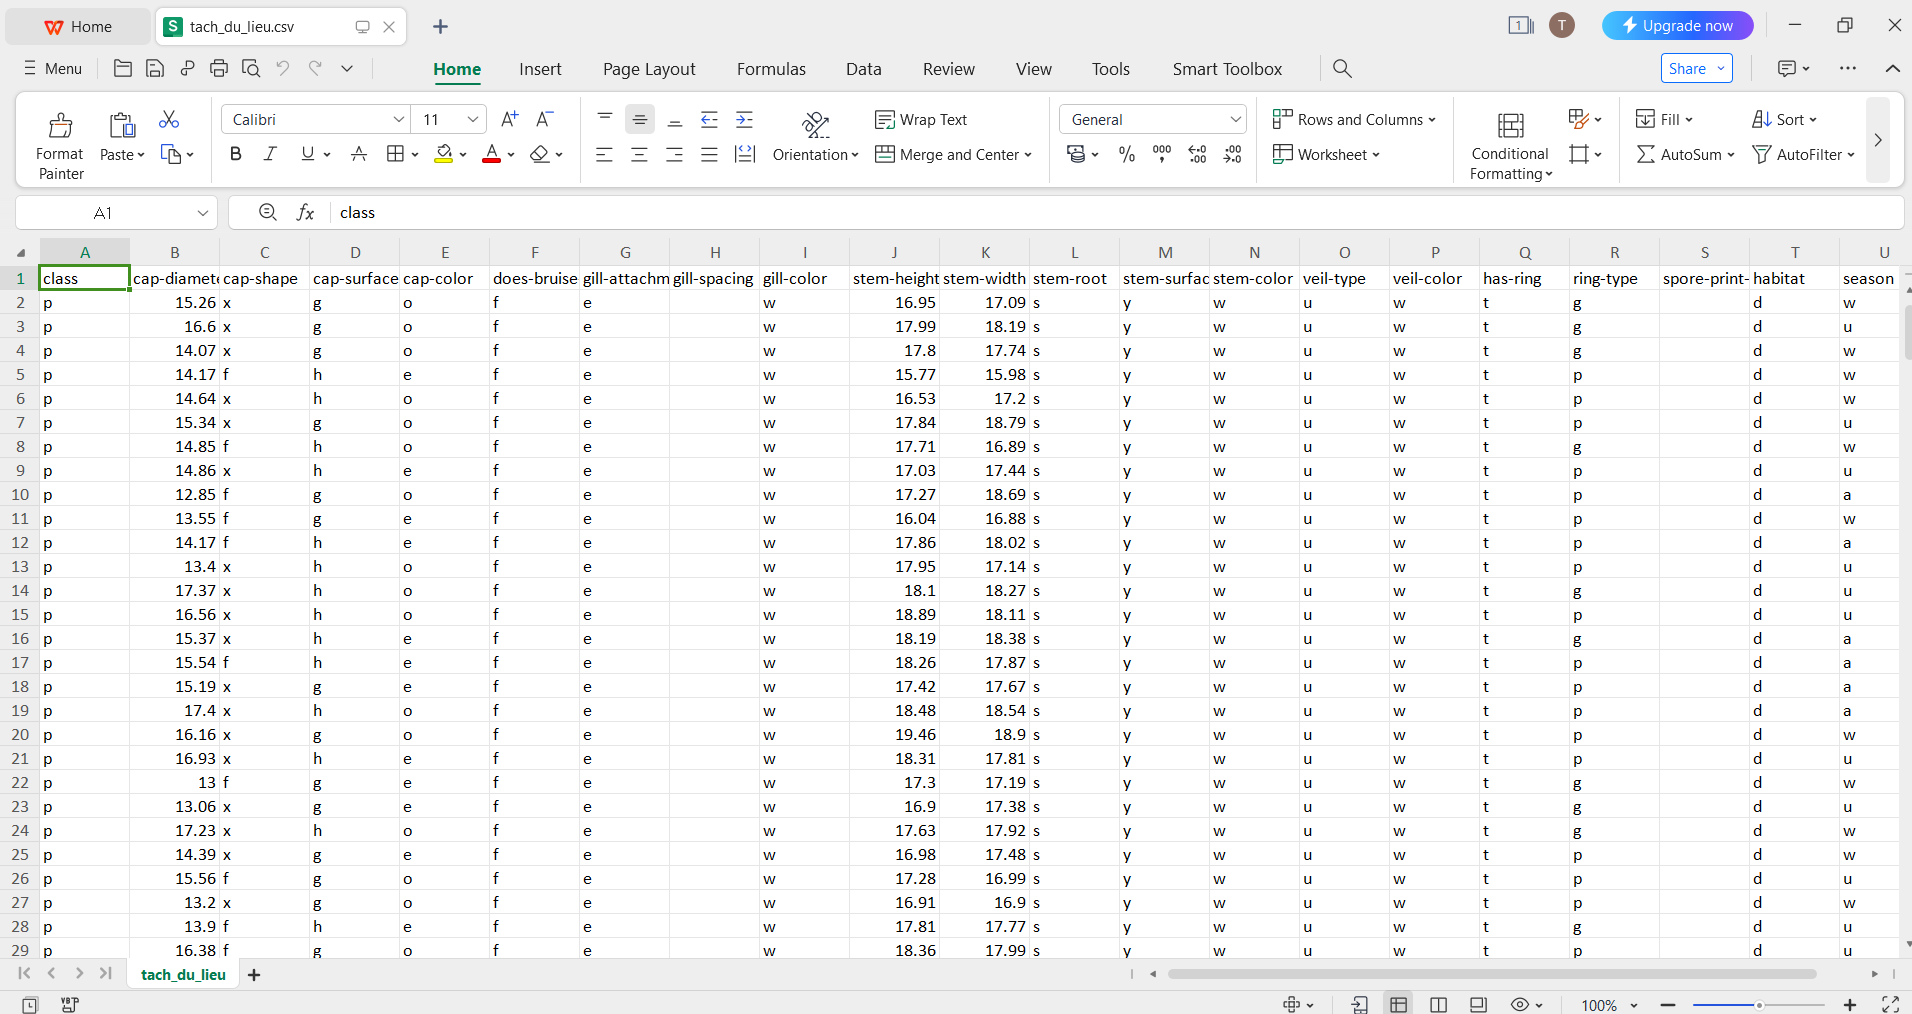 Home
tach_du_lieu.csv
1
T
Upgrade now
Menu
Home Insert Page Layout Formulas Data Review View Tools Smart Toolbox
Share
Format Painter
Paste
Calibri 11
Wrap Text
Orientation
Merge and Center
General
Rows and Columns
Worksheet
Conditional Formatting
Fill
Sort
AutoSum
AutoFilter
A1
fx class
A B C D E F G H I J K L M N O P Q R S T U
1 class cap-diamete cap-shape cap-surface cap-color does-bruise gill-attachm gill-spacing gill-color stem-height stem-width stem-root stem-surfac stem-color veil-type veil-color has-ring ring-type spore-print- habitat season
2 p 15.26 x g o f e w 16.95 17.09 s y w u w t g d w
3 p 16.6 x g o f e w 17.99 18.19 s y w u w t g d u
4 p 14.07 x g o f e w 17.8 17.74 s y w u w t g d w
5 p 14.17 f h e f e w 15.77 15.98 s y w u w t p d w
6 p 14.64 x h o f e w 16.53 17.2 s y w u w t p d w
7 p 15.34 x g o f e w 17.84 18.79 s y w u w t p d u
8 p 14.85 f h o f e w 17.71 16.89 s y w u w t g d w
9 p 14.86 x h e f e w 17.03 17.44 s y w u w t p d u
10 p 12.85 f g o f e w 17.27 18.69 s y w u w t p d a
11 p 13.55 f g e f e w 16.04 16.88 s y w u w t p d w
12 p 14.17 f h e f e w 17.86 18.02 s y w u w t p d a
13 p 13.4 x h o f e w 17.95 17.14 s y w u w t p d u
14 p 17.37 x h o f e w 18.1 18.27 s y w u w t g d u
15 p 16.56 x h o f e w 18.89 18.11 s y w u w t p d u
16 p 15.37 x h e f e w 18.19 18.38 s y w u w t g d a
17 p 15.54 f h e f e w 18.26 17.87 s y w u w t p d a
18 p 15.19 x g e f e w 17.42 17.67 s y w u w t p d a
19 p 17.4 x h o f e w 18.48 18.54 s y w u w t p d a
20 p 16.16 x g o f e w 19.46 18.9 s y w u w t p d w
21 p 16.93 x h e f e w 18.31 17.81 s y w u w t p d u
22 p 13 f g e f e w 17.3 17.19 s y w u w t g d w
23 p 13.06 x g e f e w 16.9 17.38 s y w u w t g d u
24 p 17.23 x h o f e w 17.63 17.92 s y w u w t g d w
25 p 14.39 x g e f e w 16.98 17.48 s y w u w t p d w
26 p 15.56 f g o f e w 17.28 16.99 s y w u w t p d u
27 p 13.2 x g o f e w 16.91 16.9 s y w u w t p d w
28 p 13.9 f h e f e w 17.81 17.77 s y w u w t g d u
29 p 16.38 f g o f e w 18.36 17.99 s y w u w t p d u
tach_du_lieu
100%